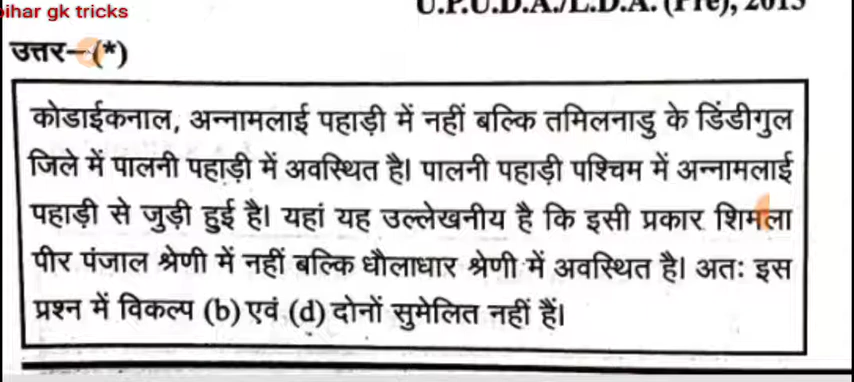 bihar gk tricks
U.P.U.D.A./L.D.A. (Pre), 2013
उत्तर–(*)
कोडाईकनाल, अन्नामलाई पहाड़ी में नहीं बल्कि तमिलनाडु के डिंडीगुल
जिले में पालनी पहाड़ी में अवस्थित है। पालनी पहाड़ी पश्चिम में अन्नामलाई
पहाड़ी से जुड़ी हुई है। यहां यह उल्लेखनीय है कि इसी प्रकार शिमला
पीर पंजाल श्रेणी में नहीं बल्कि धौलाधार श्रेणी में अवस्थित है। अतः इस
प्रश्न में विकल्प (b) एवं (d) दोनों सुमेलित नहीं हैं।